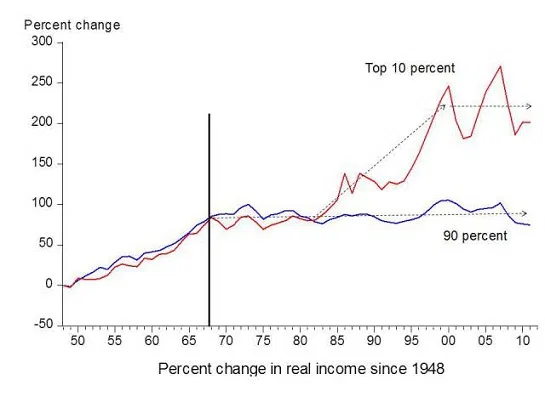 Percent change
300
Top 10 percent
250
200
150
100
90 percent
50
0
-50
50 55 60 65 70 75 80 85 90 95 00 05 10
Percent change in real income since 1948